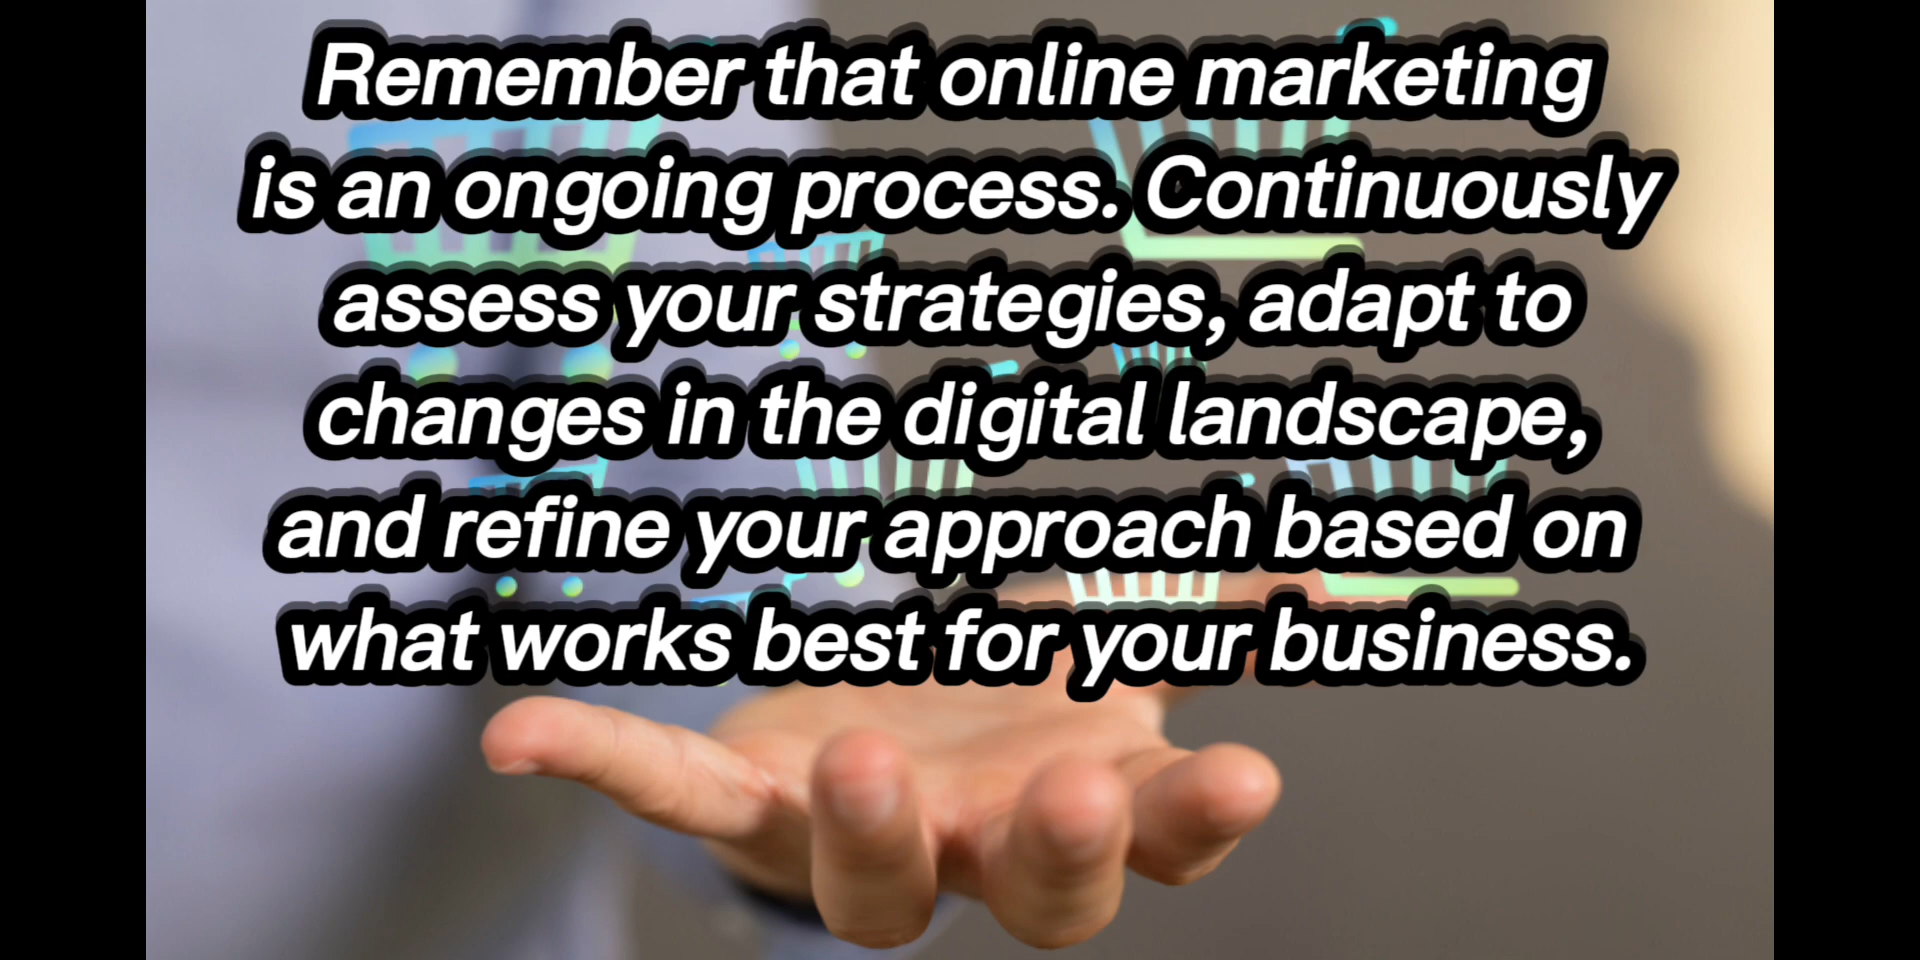 Remember that online marketing
is an ongoing process. Continuously
assess your strategies, adapt to
changes in the digital landscape,
and refine your approach based on
what works best for your business.